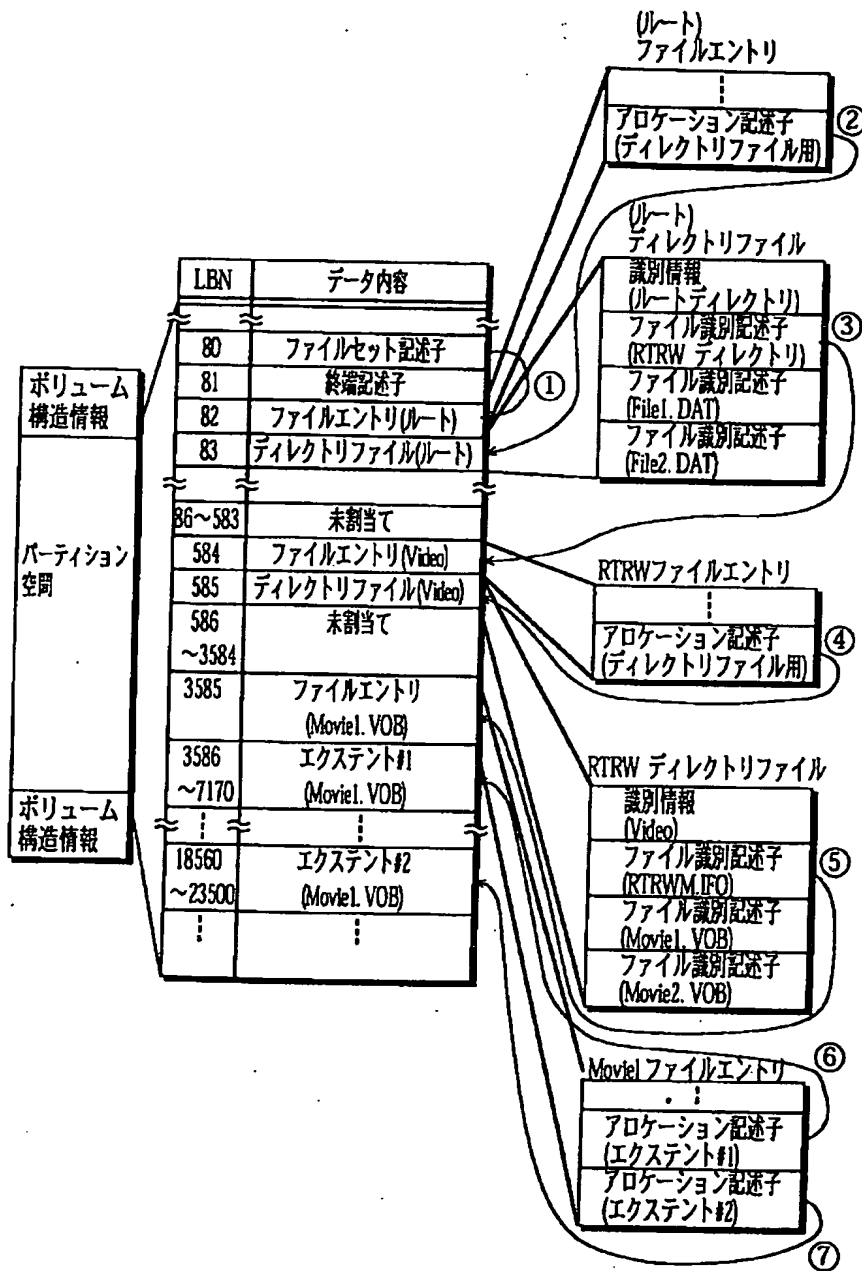 (ルート)
ファイルエントリ
アロケーション記述子
(ディレクトリファイル用)
②
(ルート)
ディレクトリファイル
識別情報
(ルートディレクトリ)
ファイル識別記述子
(RTRW ディレクトリ)
③
ファイル識別記述子
(File1. DAT)
ファイル識別記述子
(File2. DAT)
ボリューム
構造情報
パーティション
空間
ボリューム
構造情報
LBN
データ内容
80
ファイルセット記述子
81
終端記述子
①
82
ファイルエントリ(ルート)
83
ディレクトリファイル(ルート)
86～583
未割当て
584
ファイルエントリ(Video)
585
ディレクトリファイル(Video)
586
～3584
未割当て
3585
ファイルエントリ
(Movie1. VOB)
3586
～7170
エクステント#1
(Movie1. VOB)
18560
～23500
エクステント#2
(Movie1. VOB)
RTRWファイルエントリ
アロケーション記述子
(ディレクトリファイル用)
④
RTRW ディレクトリファイル
識別情報
(Video)
ファイル識別記述子
(RTRWM.IFO)
⑤
ファイル識別記述子
(Movie1. VOB)
ファイル識別記述子
(Movie2. VOB)
⑥
Movie1ファイルエントリ
アロケーション記述子
(エクステント#1)
アロケーション記述子
(エクステント#2)
⑦